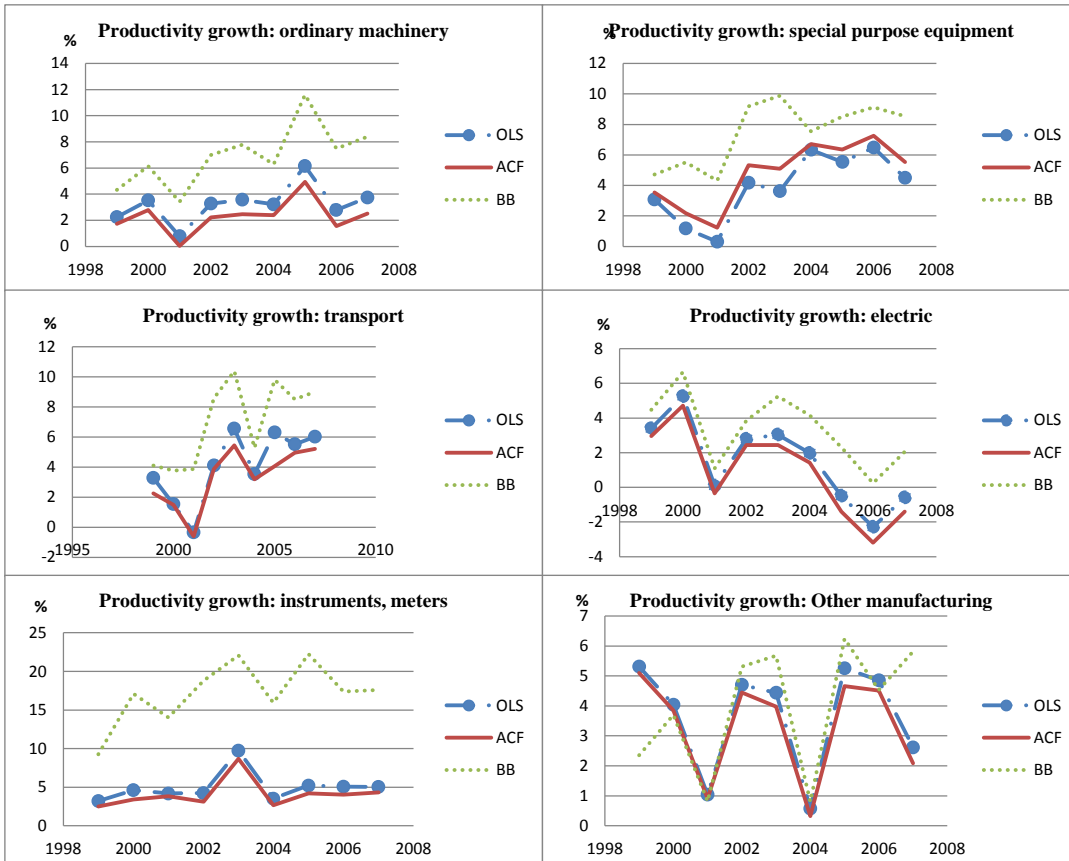 Productivity growth: ordinary machinery
%
14
12
10
8
6
4
2
0
1998 2000 2002 2004 2006 2008
OLS
ACF
BB
Productivity growth: special purpose equipment
%
12
10
8
6
4
2
0
1998 2000 2002 2004 2006 2008
OLS
ACF
BB
Productivity growth: transport
%
12
10
8
6
4
2
0
-2
1995 2000 2005 2010
OLS
ACF
BB
Productivity growth: electric
%
8
6
4
2
0
-2
-4
1998 2000 2002 2004 2006 2008
OLS
ACF
BB
Productivity growth: instruments, meters
%
25
20
15
10
5
0
1998 2000 2002 2004 2006 2008
OLS
ACF
BB
Productivity growth: Other manufacturing
%
7
6
5
4
3
2
1
0
1998 2000 2002 2004 2006 2008
OLS
ACF
BB